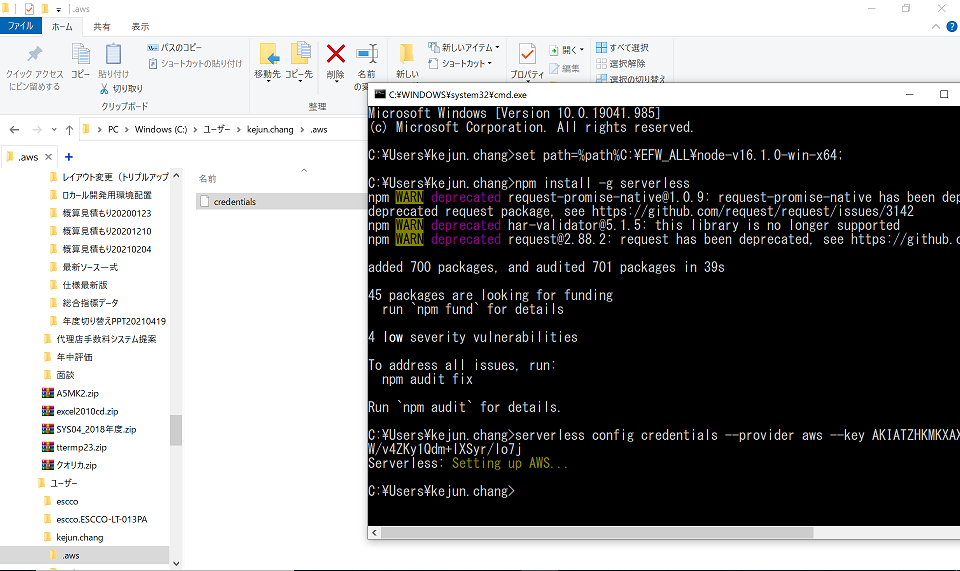 .aws
ファイル ホーム 共有 表示
クイック アクセス
にピン留めする
コピー
貼り付け
パスのコピー
ショートカットの貼り付け
切り取り
クリップボード
移動先
コピー先
削除
名前
の変
整理
新しい
新しいアイテム
ショートカット
プロパティ
開く
編集
すべて選択
選択解除
選択の切り替え
PC > Windows (C:) > ユーザー > kejun.chang > .aws
.aws
レイアウト変更（トリプルアップ
ロカール開発用環境配置
概算見積もり20200123
概算見積もり20201210
概算見積もり20210204
最新ソース一式
仕様最新版
総合指標データ
年度切り替えPPT20210419
代理店手数料システム提案
年中評価
面談
A5MK2.zip
excel2010cd.zip
SYS04_2018年度.zip
ttermp23.zip
クオリカ.zip
ユーザー
escco
escco.ESCCO-LT-013PA
kejun.chang
.aws
名前
credentials
C:¥WINDOWS¥system32¥cmd.exe
Microsoft Windows [Version 10.0.19041.985]
(c) Microsoft Corporation. All rights reserved.
C:¥Users¥kejun.chang>set path=%path%C:¥EFW_ALL¥node-v16.1.0-win-x64;
C:¥Users¥kejun.chang>npm install -g serverless
npm WARN deprecated request-promise-native@1.0.9: request-promise-native has been dep
deprecated request package, see https://github.com/request/request/issues/3142
npm WARN deprecated har-validator@5.1.5: this library is no longer supported
npm WARN deprecated request@2.88.2: request has been deprecated, see https://github.c
added 700 packages, and audited 701 packages in 39s
45 packages are looking for funding
run `npm fund` for details
4 low severity vulnerabilities
To address all issues, run:
npm audit fix
Run `npm audit` for details.
C:¥Users¥kejun.chang>serverless config credentials --provider aws --key AKIATZHKMKXAX
W/v4ZKy1Qdm+lXSyr/lo7j
Serverless: Setting up AWS...
C:¥Users¥kejun.chang>